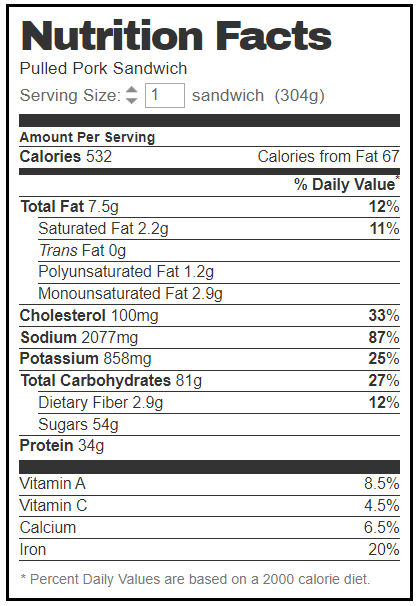 Nutrition Facts
Pulled Pork Sandwich
Serving Size: 1 sandwich (304g)
Amount Per Serving
Calories 532 Calories from Fat 67
% Daily Value*
Total Fat 7.5g 12%
Saturated Fat 2.2g 11%
Trans Fat 0g
Polyunsaturated Fat 1.2g
Monounsaturated Fat 2.9g
Cholesterol 100mg 33%
Sodium 2077mg 87%
Potassium 858mg 25%
Total Carbohydrates 81g 27%
Dietary Fiber 2.9g 12%
Sugars 54g
Protein 34g
Vitamin A 8.5%
Vitamin C 4.5%
Calcium 6.5%
Iron 20%
* Percent Daily Values are based on a 2000 calorie diet.